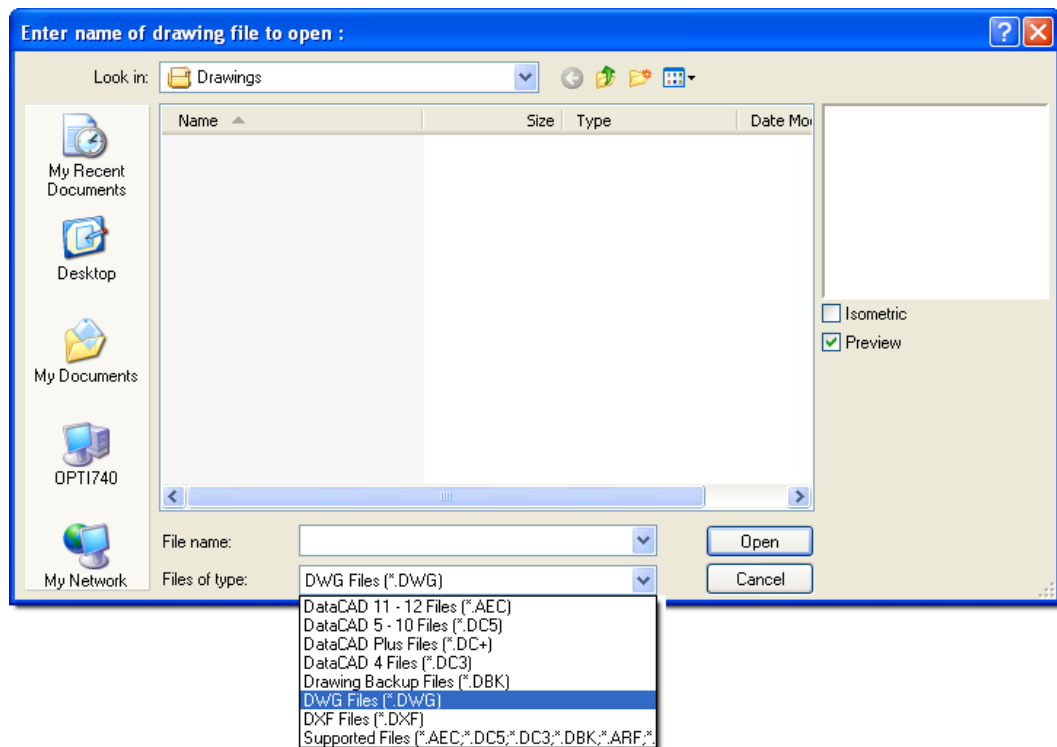 Enter name of drawing file to open :
Look in: Drawings
Name Size Type Date Mo
My Recent
Documents
Desktop
My Documents
OPTI740
My Network
Isometric
Preview
File name: Open
Files of type: DWG Files (*.DWG) Cancel
DataCAD 11 - 12 Files (*.AEC)
DataCAD 5 - 10 Files (*.DC5)
DataCAD Plus Files (*.DC+)
DataCAD 4 Files (*.DC3)
Drawing Backup Files (*.DBK)
DWG Files (*.DWG)
DXF Files (*.DXF)
Supported Files (*.AEC;*.DC5;*.DC3;*.DBK;*.ARF;*.